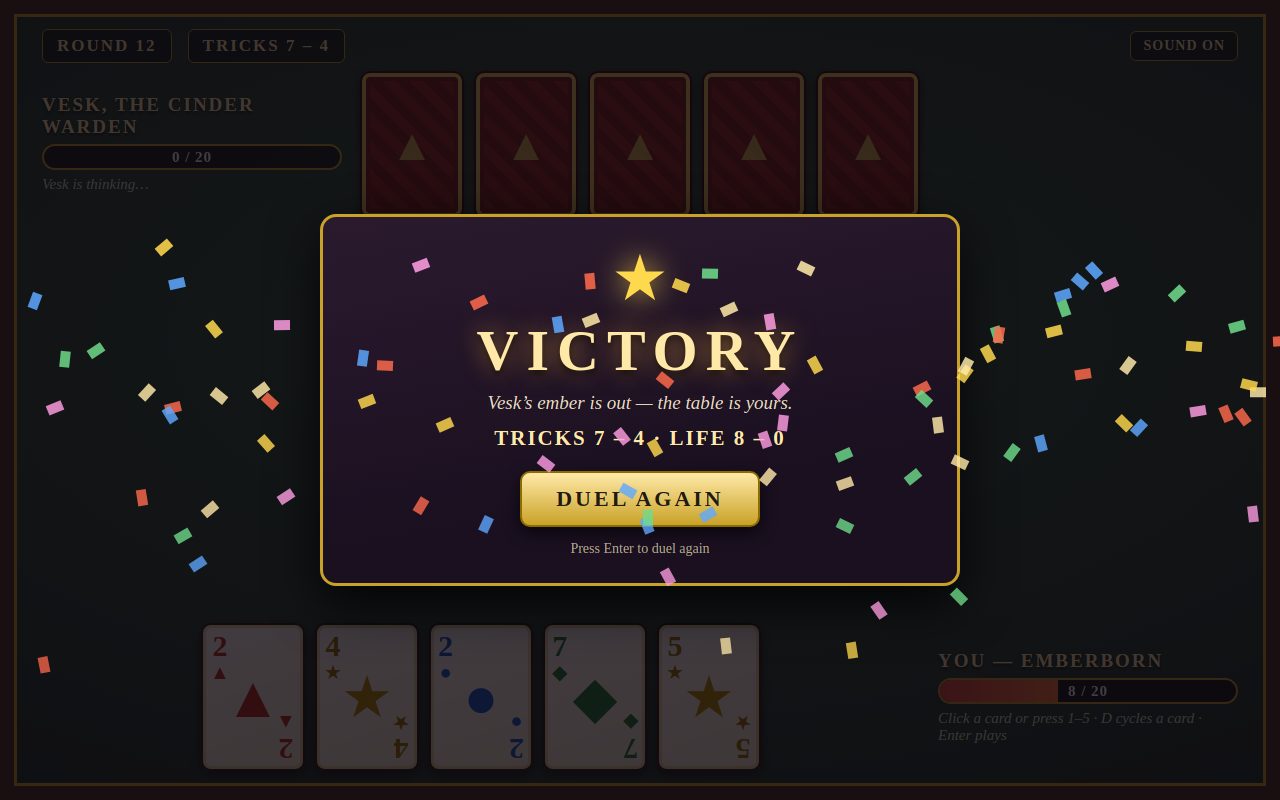 ROUND 12
TRICKS 7 – 4
SOUND ON
VESK, THE CINDER
WARDEN
0 / 20
Vesk is thinking…
VICTORY
Vesk’s ember is out — the table is yours.
TRICKS 7 – 4 · LIFE 8 – 0
DUEL AGAIN
Press Enter to duel again
2
4
2
7
5
2
4
2
7
5
YOU — EMBERBORN
8 / 20
Click a card or press 1–5 · D cycles a card ·
Enter plays